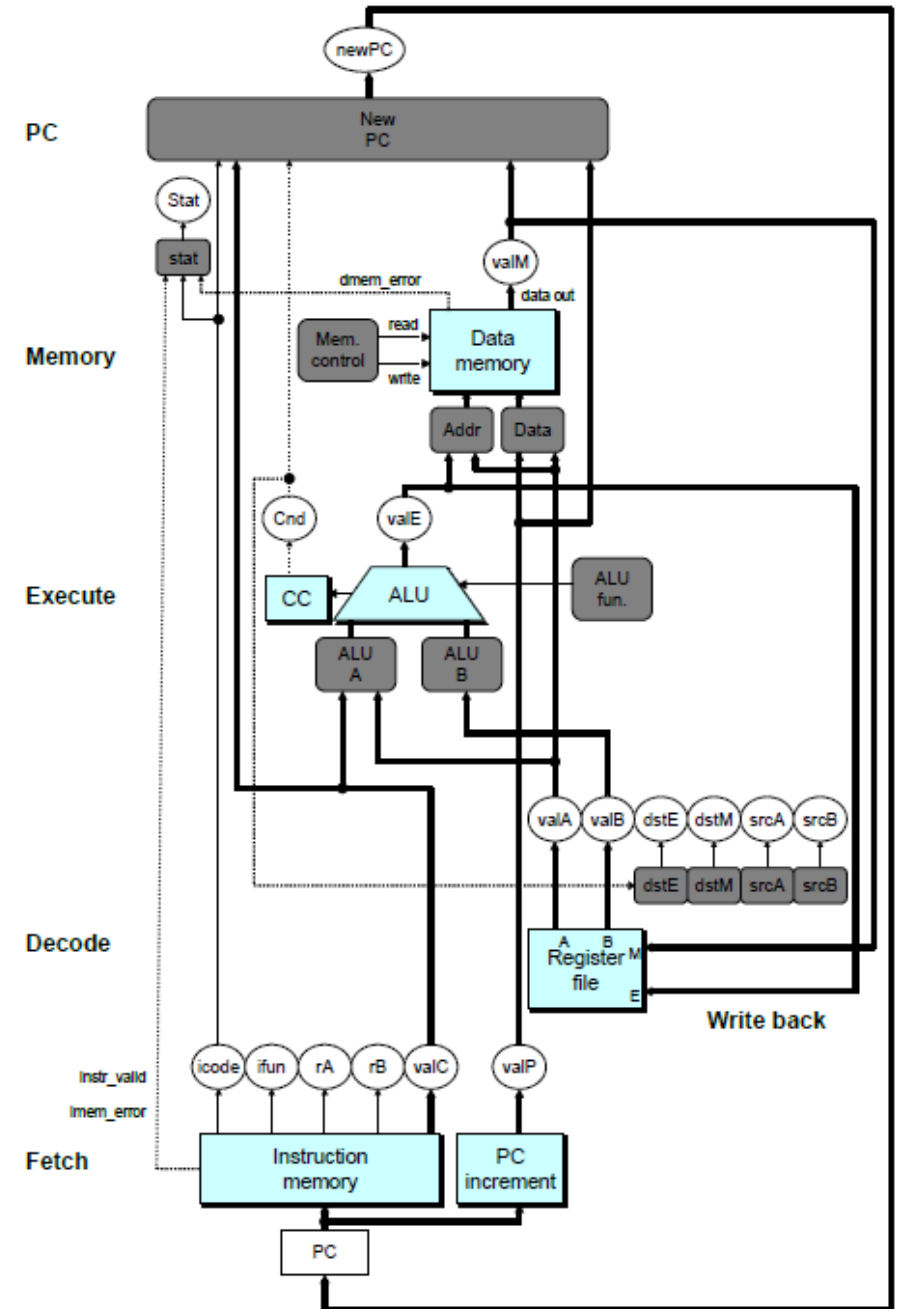 newPC
PC
New
PC
Stat
stat
valM
dmem_error
data out
Memory
Mem.
control
read
write
Data
memory
Addr
Data
Cnd
valE
Execute
CC
ALU
ALU
fun.
ALU
A
ALU
B
valA
valB
dstE
dstM
srcA
srcB
dstE
dstM
srcA
srcB
Decode
A
B
M
Register
file
E
Write back
icode
ifun
rA
rB
valC
valP
Instr_valid
Imem_error
Fetch
Instruction
memory
PC
increment
PC